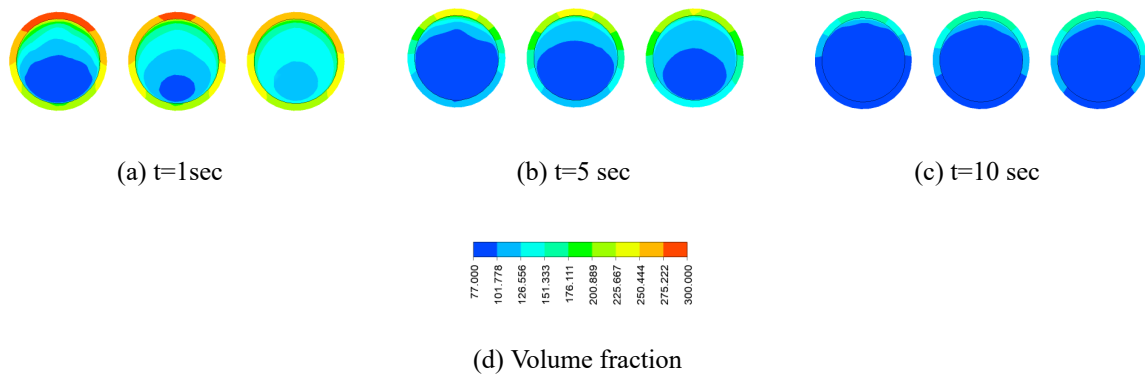 (a) t=1sec
(b) t=5 sec
(c) t=10 sec
77.000
101.778
126.556
151.333
176.111
200.889
225.667
250.444
275.222
300.000
(d) Volume fraction